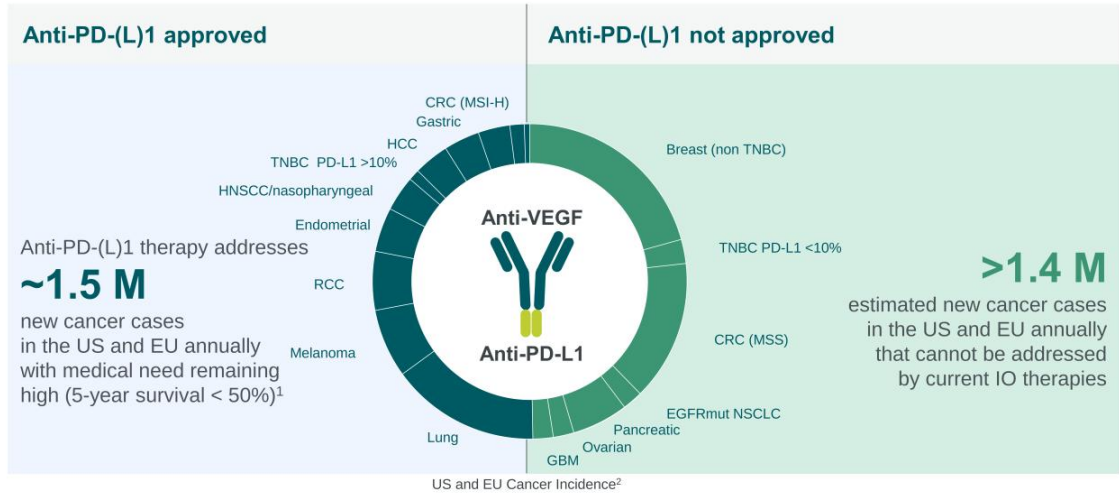 Anti-PD-(L)1 approved
Anti-PD-(L)1 not approved
CRC (MSI-H)
Gastric
HCC
TNBC PD-L1 >10%
HNSCC/nasopharyngeal
Endometrial
RCC
Melanoma
Lung
Anti-PD-(L)1 therapy addresses
~1.5 M
new cancer cases
in the US and EU annually
with medical need remaining
high (5-year survival < 50%)¹
Anti-VEGF
Anti-PD-L1
Breast (non TNBC)
TNBC PD-L1 <10%
CRC (MSS)
EGFRmut NSCLC
Pancreatic
Ovarian
GBM
>1.4 M
estimated new cancer cases
in the US and EU annually
that cannot be addressed
by current IO therapies
US and EU Cancer Incidence²